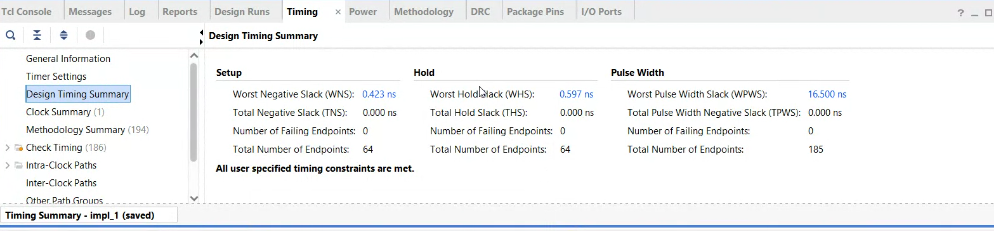 Tcl Console Messages Log Reports Design Runs Timing × Power Methodology DRC Package Pins I/O Ports ? _
Design Timing Summary
General Information
Timer Settings
Design Timing Summary
Clock Summary (1)
Methodology Summary (194)
Check Timing (186)
Intra-Clock Paths
Inter-Clock Paths
Other Path Groups
Setup Hold Pulse Width
Worst Negative Slack (WNS): 0.423 ns Worst Hold Slack (WHS): 0.597 ns Worst Pulse Width Slack (WPWS): 16.500 ns
Total Negative Slack (TNS): 0.000 ns Total Hold Slack (THS): 0.000 ns Total Pulse Width Negative Slack (TPWS): 0.000 ns
Number of Failing Endpoints: 0 Number of Failing Endpoints: 0 Number of Failing Endpoints: 0
Total Number of Endpoints: 64 Total Number of Endpoints: 64 Total Number of Endpoints: 185
All user specified timing constraints are met.
Timing Summary - impl_1 (saved)